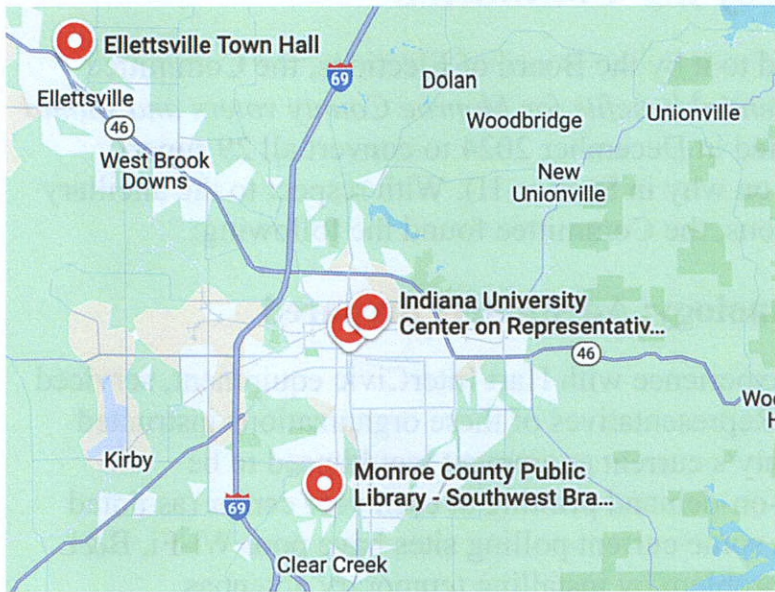 Ellettsville Town Hall
69
Dolan
Ellettsville
Woodbridge
Unionville
46
West Brook
Downs
New
Unionville
Indiana University
Center on Representativ...
46
Kirby
Monroe County Public
Library - Southwest Bra...
69
Clear Creek